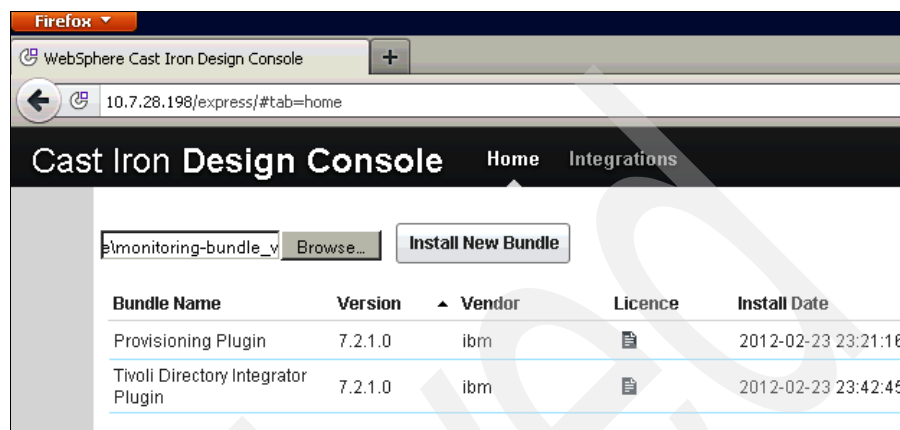 Firefox
WebSphere Cast Iron Design Console +
10.7.28.198/express/#tab=home
Cast Iron Design Console Home Integrations
e\monitoring-bundle_v Browse... Install New Bundle
Bundle Name Version Vendor Licence Install Date
Provisioning Plugin 7.2.1.0 ibm 2012-02-23 23:21:16
Tivoli Directory Integrator
Plugin 7.2.1.0 ibm 2012-02-23 23:42:45